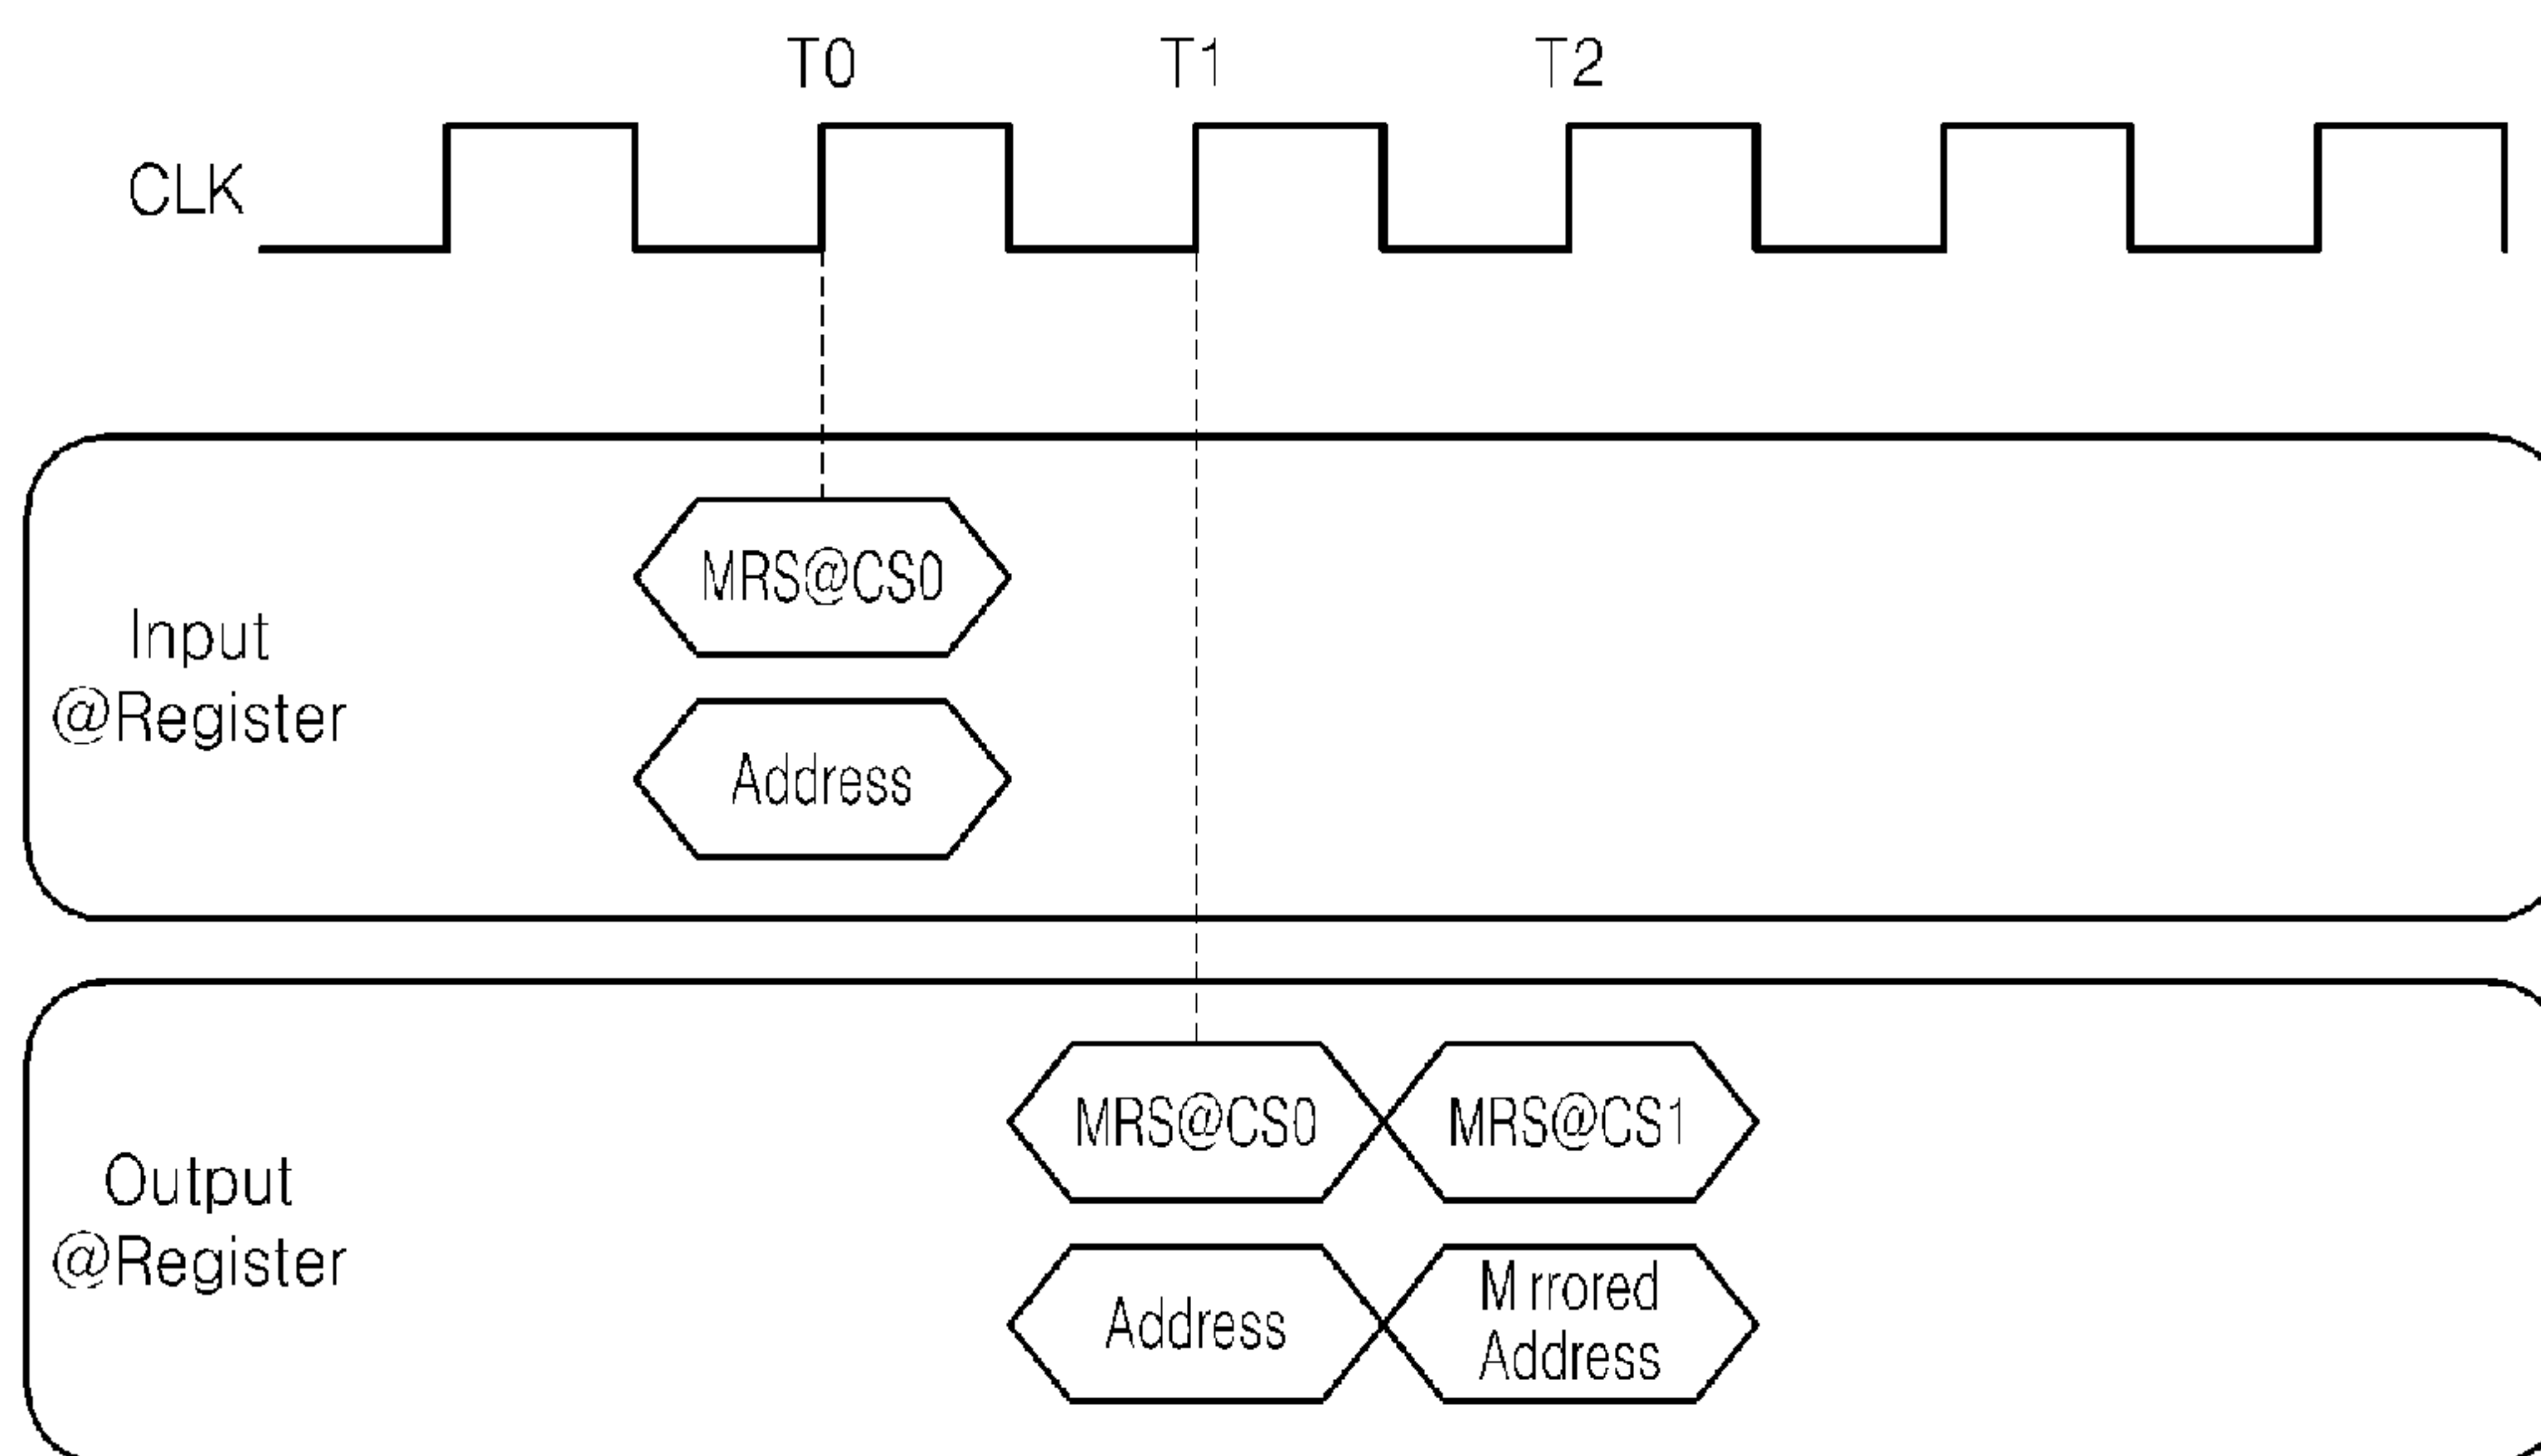 T0 T1 T2
CLK
MRS@CS0
Input
@Register
Address
MRS@CS0 MRS@CS1
Output
@Register
Address
M rrored
Address